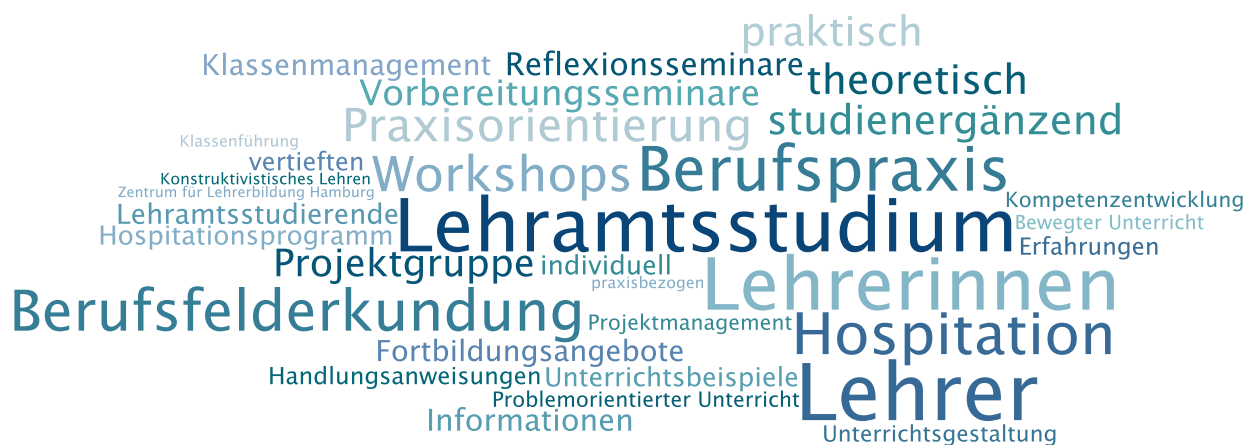 praktisch
Klassenmanagement
Reflexionsseminare
theoretisch
Vorbereitungsseminare
Praxisorientierung
studienergänzend
Klassenführung
vertieften
Workshops
Berufspraxis
Konstruktivistisches Lehren
Zentrum für Lehrerbildung Hamburg
Kompetenzentwicklung
Lehramtsstudierende
Lehramtsstudium
Bewegter Unterricht
Hospitationsprogramm
Erfahrungen
Projektgruppe
individuell
praxisbezogen
Lehrerinnen
Berufsfelderkundung
Projektmanagement
Hospitation
Fortbildungsangebote
Handlungsanweisungen
Unterrichtsbeispiele
Lehrer
Problemorientierter Unterricht
Informationen
Unterrichtsgestaltung